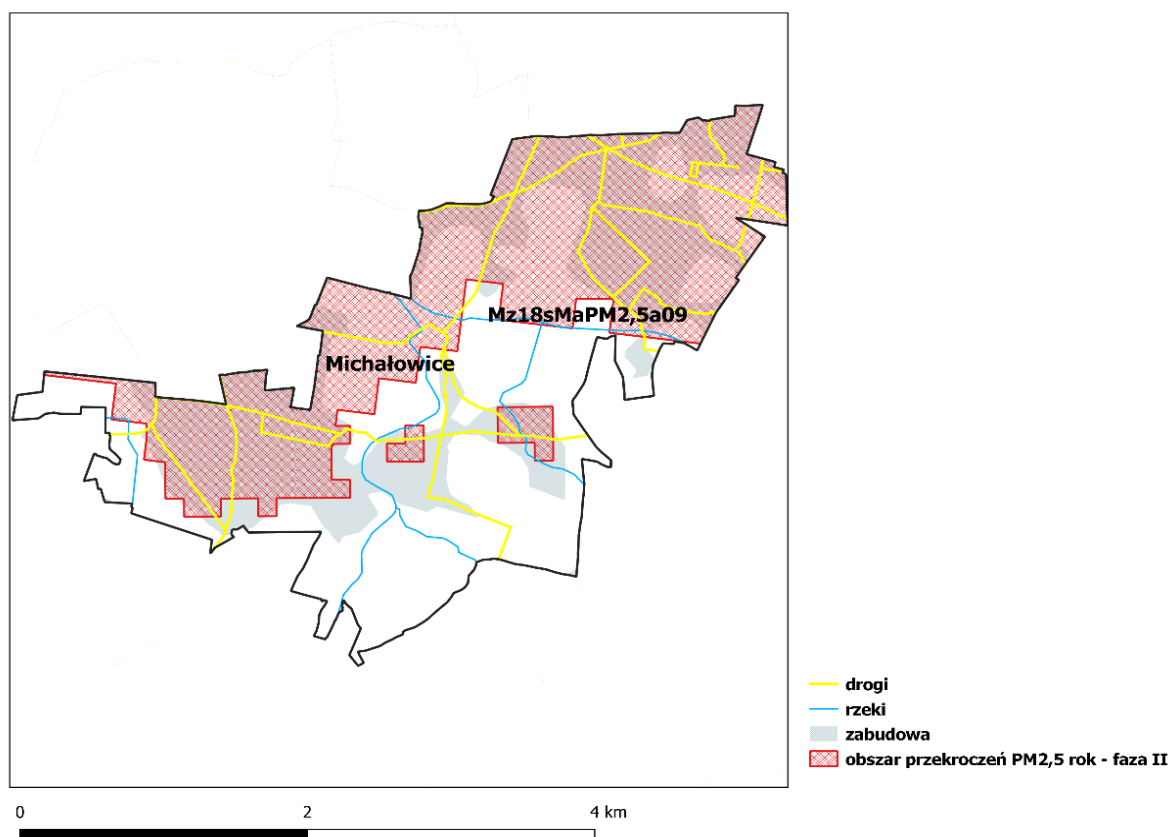 Mz18sMaPM2,5a09
Michałowice
drogi
rzeki
zabudowa
obszar przekroczeń PM2,5 rok - faza II
0 2 4 km